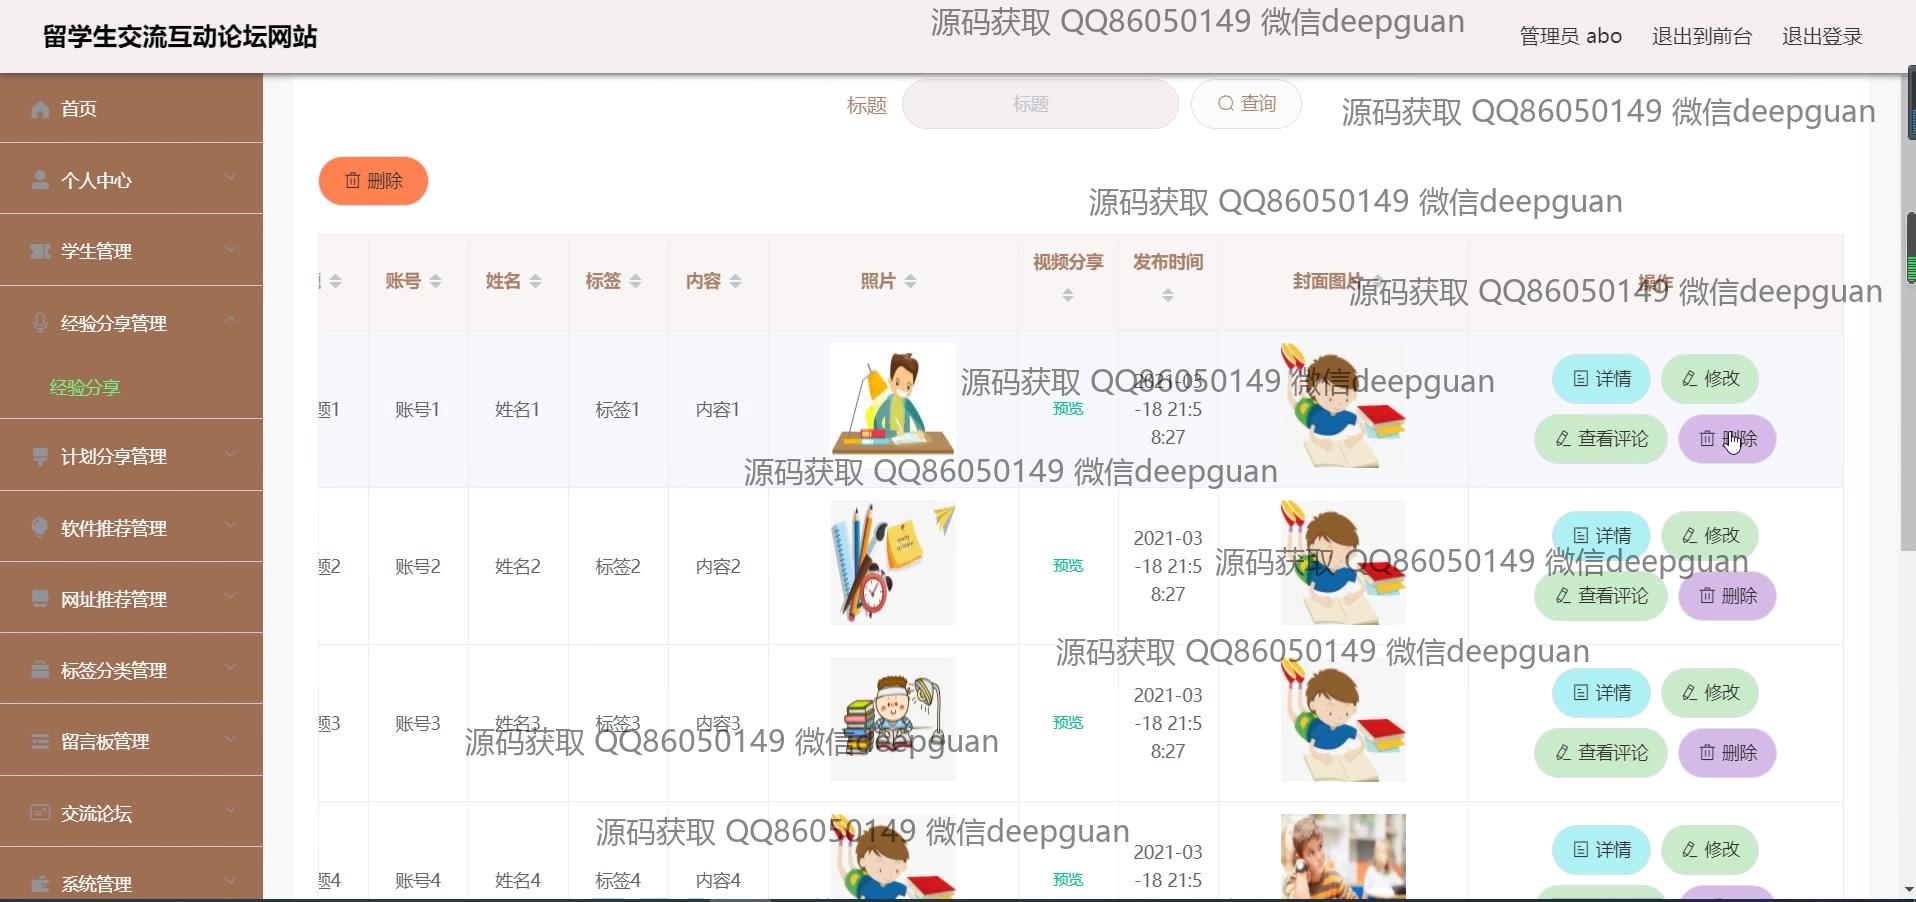 留学生交流互动论坛网站
源码获取 QQ86050149 微信deepguan
管理员 abo
退出到前台
退出登录
首页
个人中心
学生管理
经验分享管理
经验分享
计划分享管理
软件推荐管理
网址推荐管理
标签分类管理
留言板管理
交流论坛
系统管理
标题
标题
查询
源码获取 QQ86050149 微信deepguan
删除
源码获取 QQ86050149 微信deepguan
账号
姓名
标签
内容
照片
视频分享
发布时间
封面图片
操作
源码获取 QQ86050149 微信deepguan
题1
账号1
姓名1
标签1
内容1
预览
2021-03
-18 21:5
8:27
详情
修改
查看评论
删除
源码获取 QQ86050149 微信deepguan
源码获取 QQ86050149 微信deepguan
题2
账号2
姓名2
标签2
内容2
预览
2021-03
-18 21:5
8:27
详情
修改
查看评论
删除
源码获取 QQ86050149 微信deepguan
源码获取 QQ86050149 微信deepguan
题3
账号3
姓名3
标签3
内容3
预览
2021-03
-18 21:5
8:27
详情
修改
查看评论
删除
源码获取 QQ86050149 微信deepguan
源码获取 QQ86050149 微信deepguan
题4
账号4
姓名4
标签4
内容4
预览
2021-03
-18 21:5
详情
修改